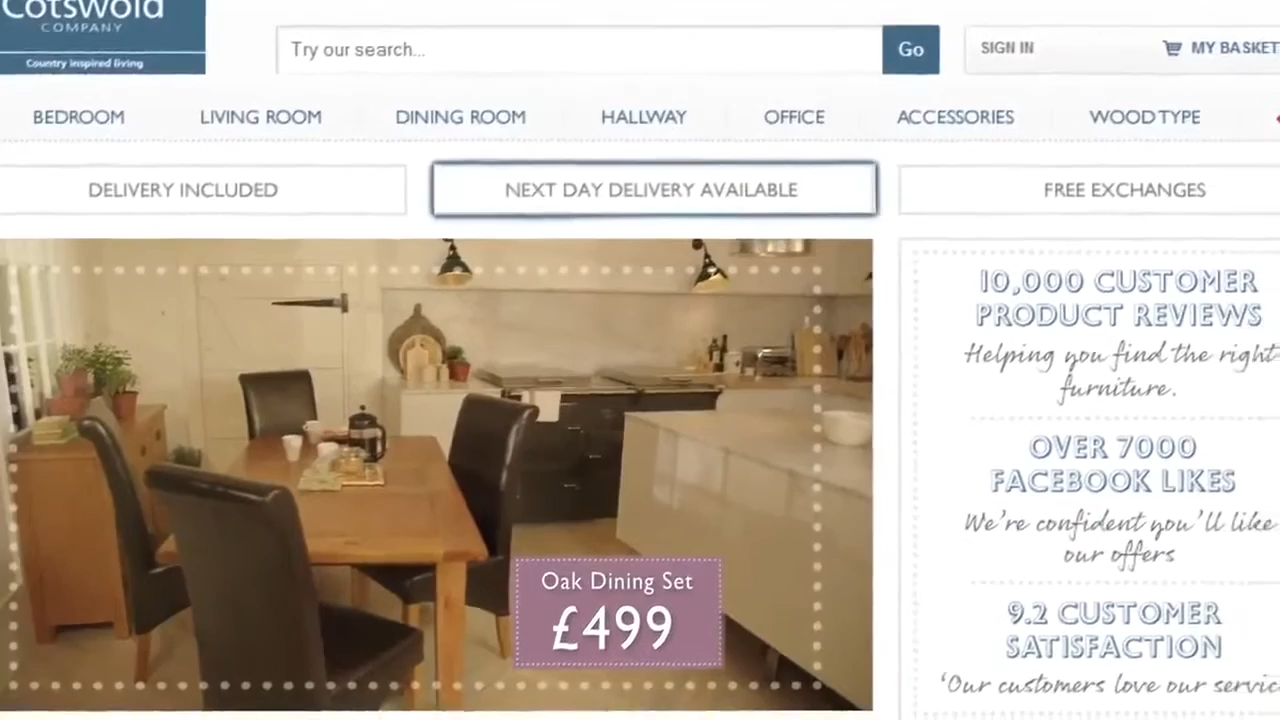 Cotswold
COMPANY
Country inspired living
Try our search...
Go
SIGN IN
MY BASKET
BEDROOM
LIVING ROOM
DINING ROOM
HALLWAY
OFFICE
ACCESSORIES
WOOD TYPE
DELIVERY INCLUDED
NEXT DAY DELIVERY AVAILABLE
FREE EXCHANGES
Oak Dining Set
£499
10,000 CUSTOMER
PRODUCT REVIEWS
Helping you find the right
furniture.
OVER 7000
FACEBOOK LIKES
We're confident you'll like
our offers
9.2 CUSTOMER
SATISFACTION
'Our customers love our servic